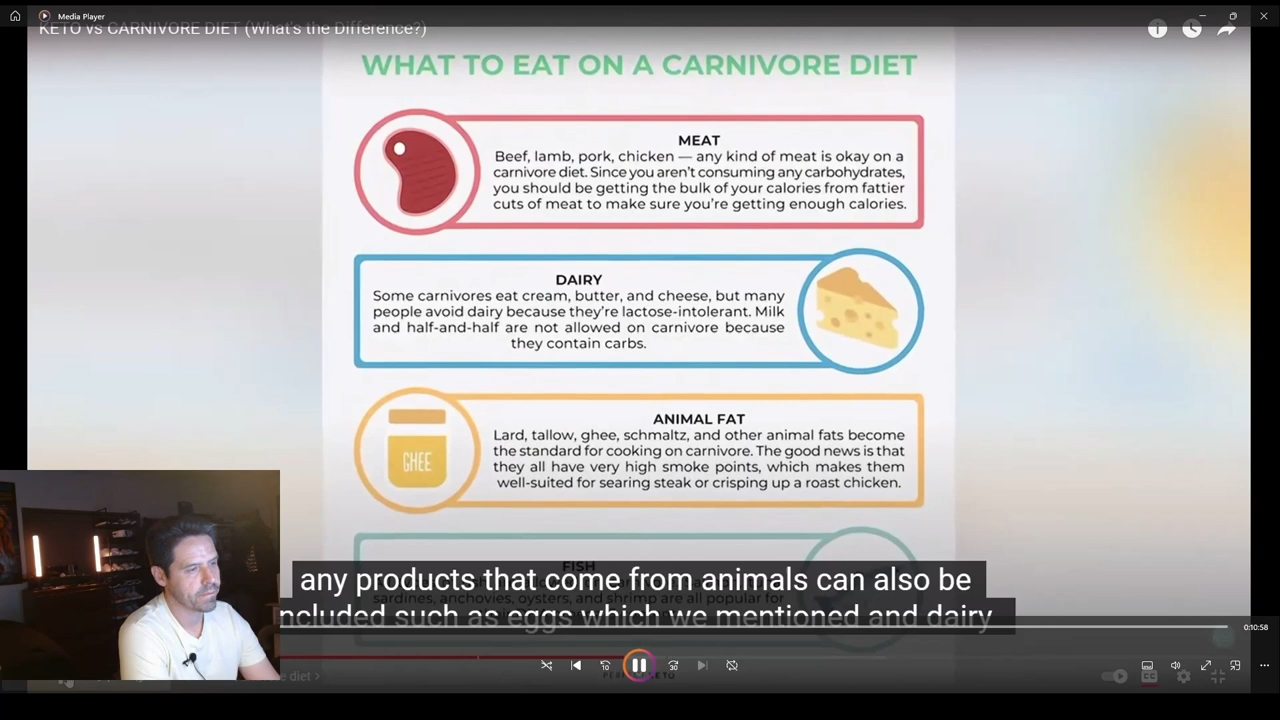 Media Player
KETO vs CARNIVORE DIET (What's the Difference?)
WHAT TO EAT ON A CARNIVORE DIET
MEAT
Beef, lamb, pork, chicken — any kind of meat is okay on a
carnivore diet. Since you aren't consuming any carbohydrates,
you should be getting the bulk of your calories from fattier
cuts of meat to make sure you're getting enough calories.
DAIRY
Some carnivores eat cream, butter, and cheese, but many
people avoid dairy because they're lactose-intolerant. Milk
and half-and-half are not allowed on carnivore because
they contain carbs.
ANIMAL FAT
Lard, tallow, ghee, schmaltz, and other animal fats become
the standard for cooking on carnivore. The good news is that
they all have very high smoke points, which makes them
well-suited for searing steak or crisping up a roast chicken.
GHEE
FISH
any products that come from animals can also be
sardines, anchovies, oysters, and shrimp are all popular for
ncluded such as eggs which we mentioned and dairy
0:10:58
10
30
diet
CC